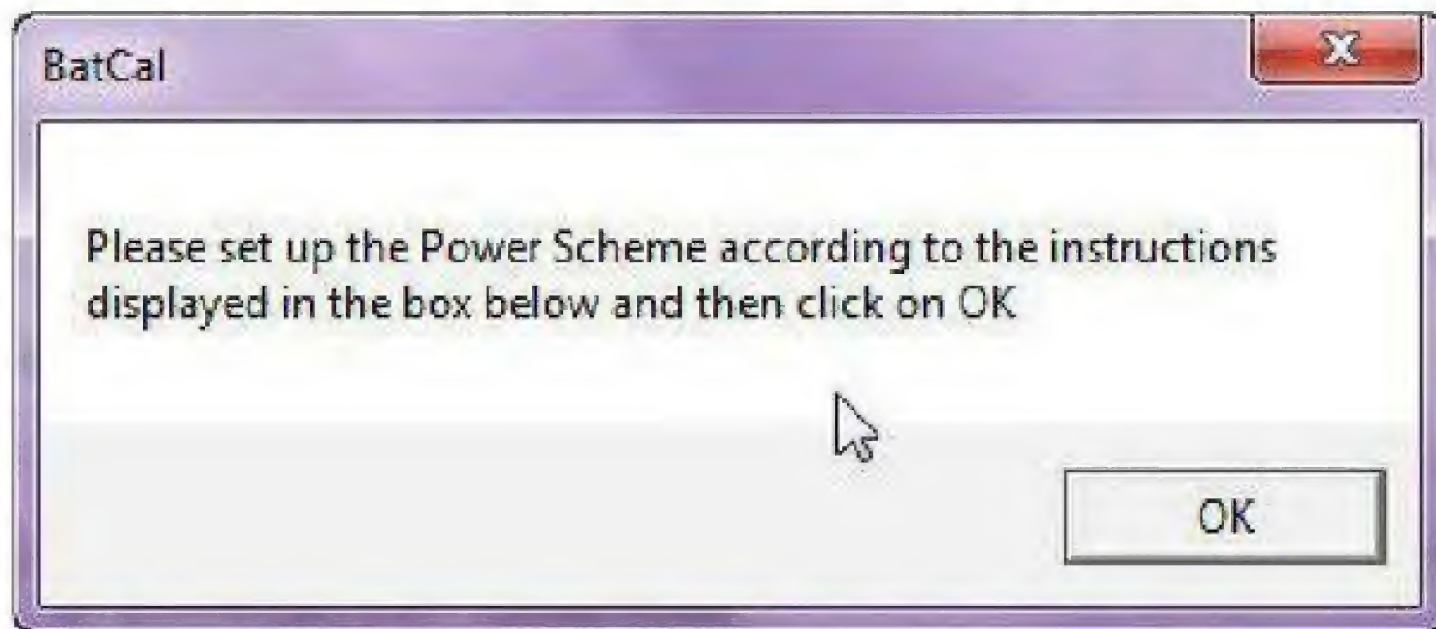 BatCal
Please set up the Power Scheme according to the instructions
displayed in the box below and then click on OK
OK